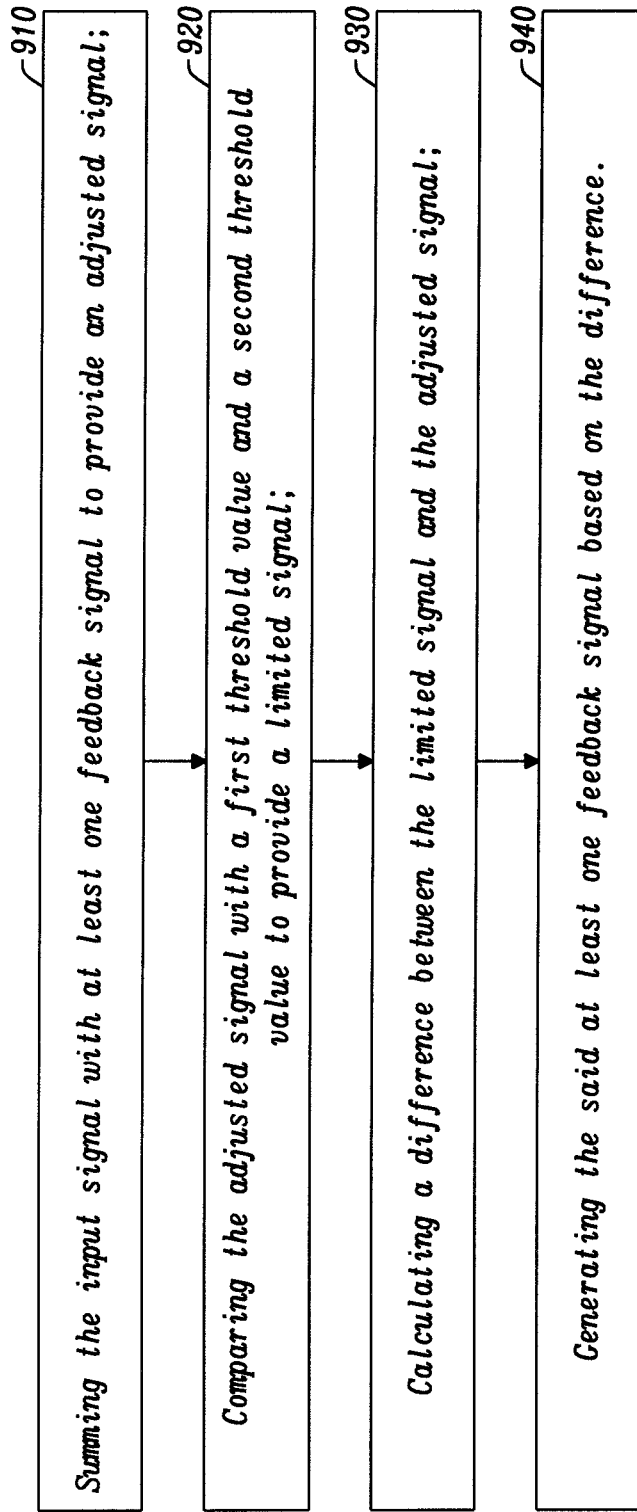 910
Summing the input signal with at least one feedback signal to provide an adjusted signal;
920
Comparing the adjusted signal with a first threshold value and a second threshold
value to provide a limited signal;
930
Calculating a difference between the limited signal and the adjusted signal;
940
Generating the said at least one feedback signal based on the difference.